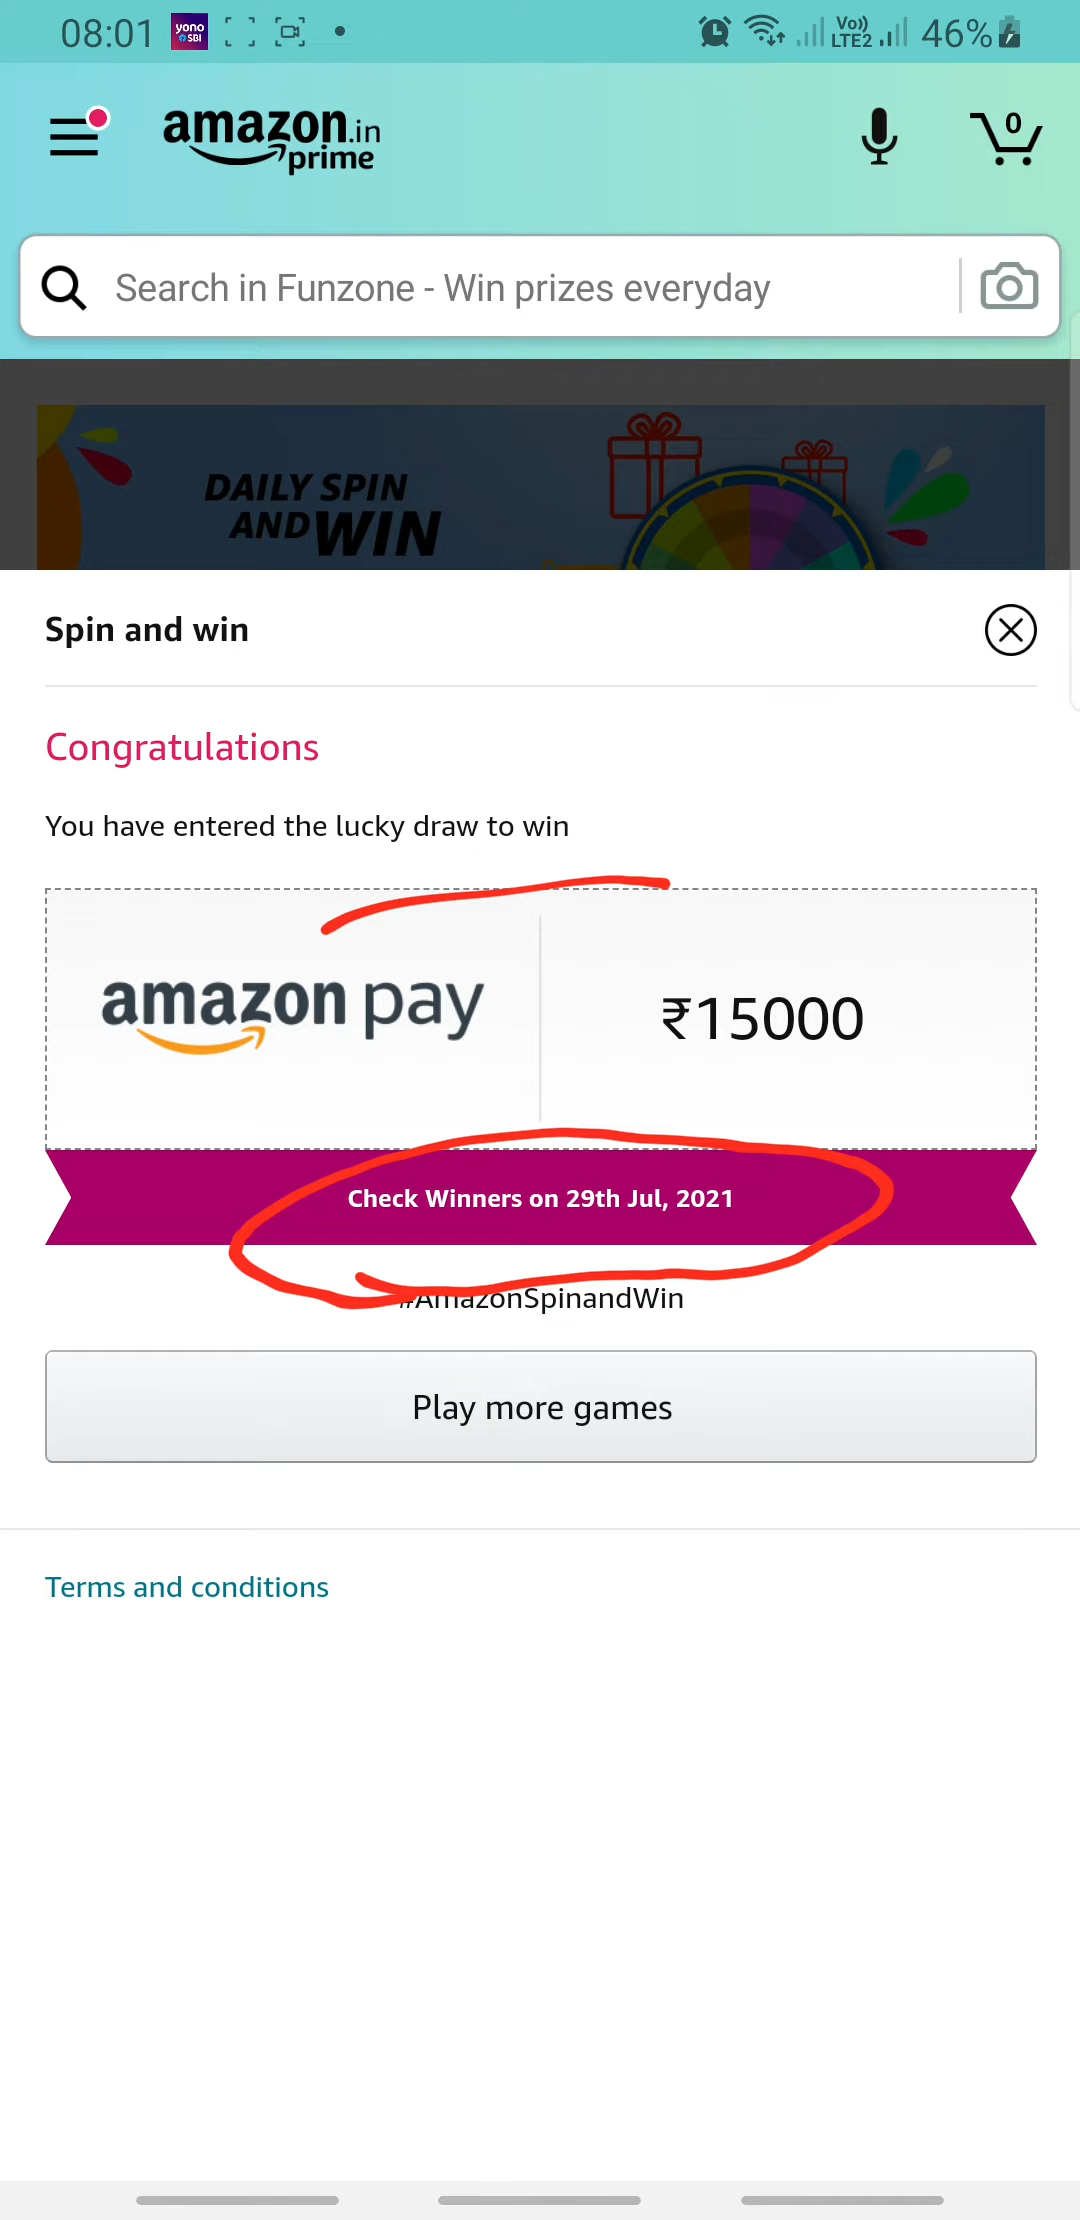 08:01 yono SBI Vo)) LTE2 46%
amazon.in
prime
0
Search in Funzone - Win prizes everyday
DAILY SPIN
AND WIN
Spin and win
Congratulations
You have entered the lucky draw to win
amazon pay
₹15000
Check Winners on 29th Jul, 2021
#AmazonSpinandWin
Play more games
Terms and conditions